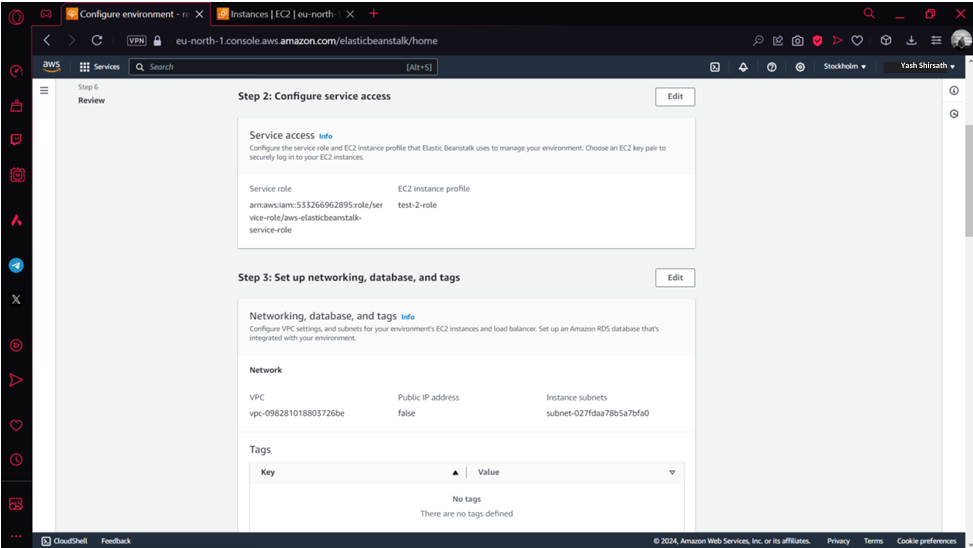 Configure environment - re
Instances | EC2 | eu-north-1
VPN
eu-north-1.console.aws.amazon.com/elasticbeanstalk/home
aws
Services
Search
[Alt+S]
Stockholm
Yash Shirsath
Step 6
Review
Step 2: Configure service access
Edit
Service access Info
Configure the service role and EC2 instance profile that Elastic Beanstalk uses to manage your environment. Choose an EC2 key pair to
securely log in to your EC2 instances.
Service role
EC2 instance profile
arn:aws:iam::533266962895:role/ser
vice-role/aws-elasticbeanstalk-
service-role
test-2-role
Step 3: Set up networking, database, and tags
Edit
Networking, database, and tags Info
Configure VPC settings, and subnets for your environment's EC2 instances and load balancer. Set up an Amazon RDS database that's
integrated with your environment.
Network
VPC
Public IP address
Instance subnets
vpc-098281018803726be
false
subnet-027fdaa78b5a7bfa0
Tags
Key
Value
No tags
There are no tags defined
CloudShell
Feedback
© 2024, Amazon Web Services, Inc. or its affiliates.
Privacy
Terms
Cookie preferences